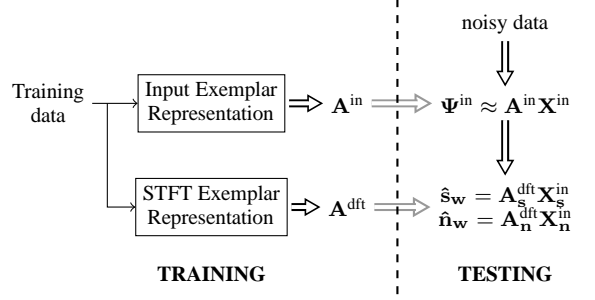 noisy data
Training
data
Input Exemplar
Representation
A^in
Ψ^in ≈ A^in X^in
STFT Exemplar
Representation
A^dft
ŝ_w = A_s^dft X_s^in
n̂_w = A_n^dft X_n^in
TRAINING
TESTING